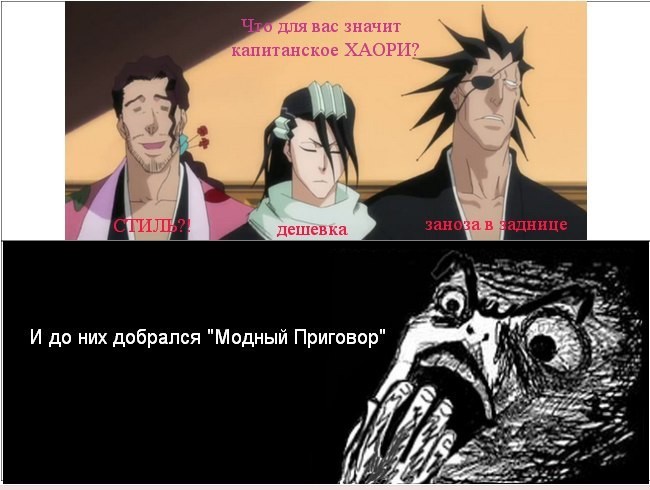 Что для вас значит
капитанское ХАОРИ?
СТИЛЬ?!
дешевка
заноза в заднице
И до них добрался "Модный Приговор"